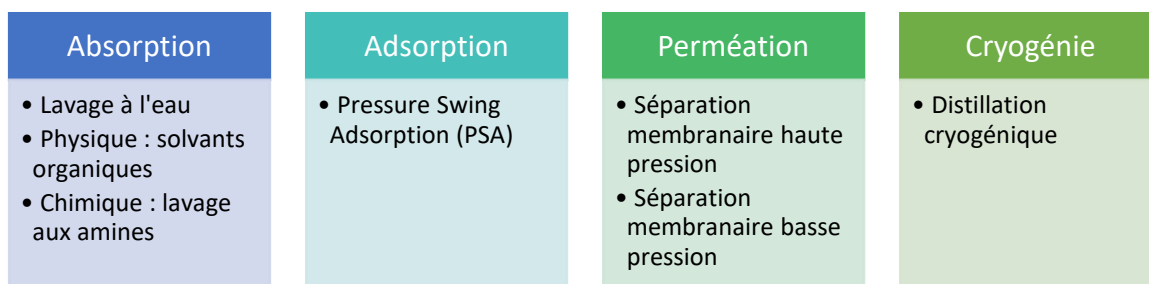 Absorption
• Lavage à l'eau
• Physique : solvants
organiques
• Chimique : lavage
aux amines
Adsorption
• Pressure Swing
Adsorption (PSA)
Perméation
• Séparation
membranaire haute
pression
• Séparation
membranaire basse
pression
Cryogénie
• Distillation
cryogénique